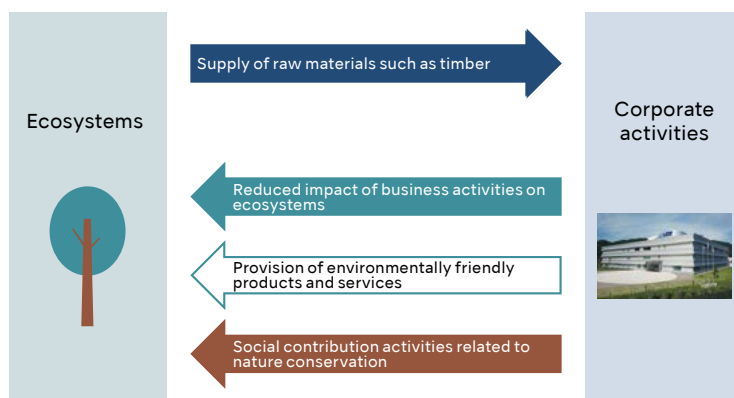 Supply of raw materials such as timber
Ecosystems
Corporate
activities
Reduced impact of business activities on
ecosystems
Provision of environmentally friendly
products and services
Social contribution activities related to
nature conservation